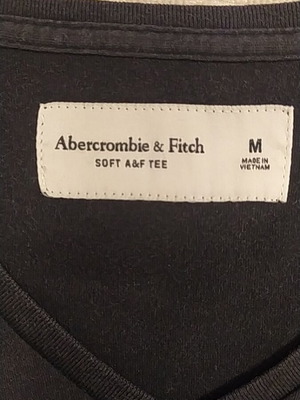 Abercrombie & Fitch
SOFT A&F TEE
M
MADE IN
VIETNAM